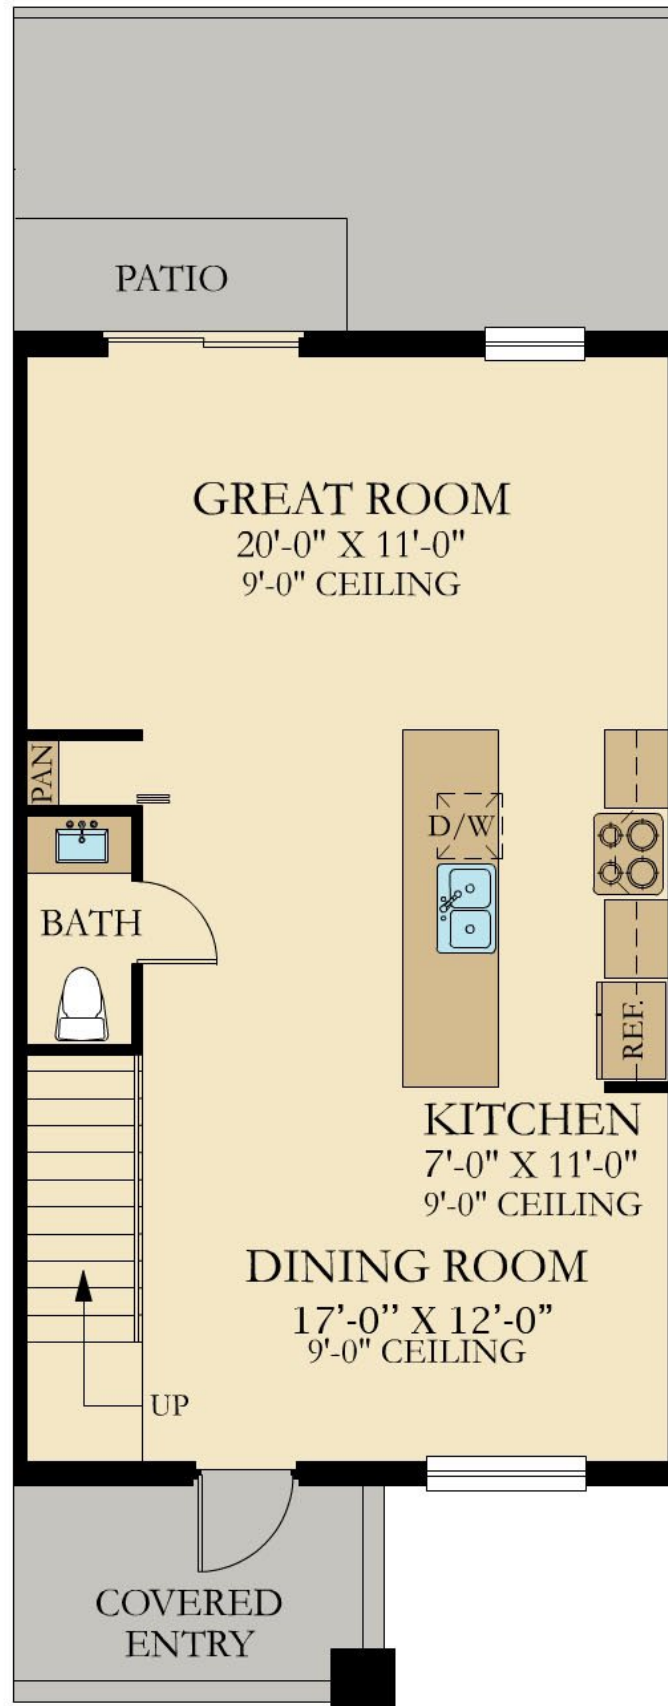 PATIO
GREAT ROOM
20'-0" X 11'-0"
9'-0" CEILING
PAN
D/W
BATH
REF.
KITCHEN
7'-0" X 11'-0"
9'-0" CEILING
DINING ROOM
17’-0’’ X 12’-0”
9'-0" CEILING
UP
COVERED
ENTRY